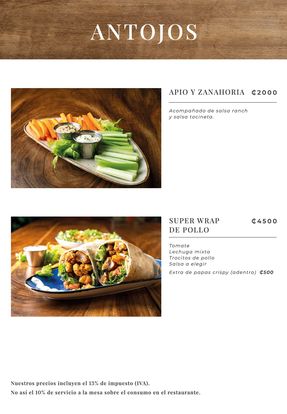 ANTOJOS
APIO Y ZANAHORIA ₡2000
Acompañada de salsa ranch
y salsa tocineta.
SUPER WRAP ₡4500
DE POLLO
Tomate
Lechuga mixta
Trocitos de pollo
Salsa a elegir
Extra de papas crispy (adentro) ₡500
Nuestros precios incluyen el 13% de impuesto (IVA).
No así el 10% de servicio a la mesa sobre el consumo en el restaurante.